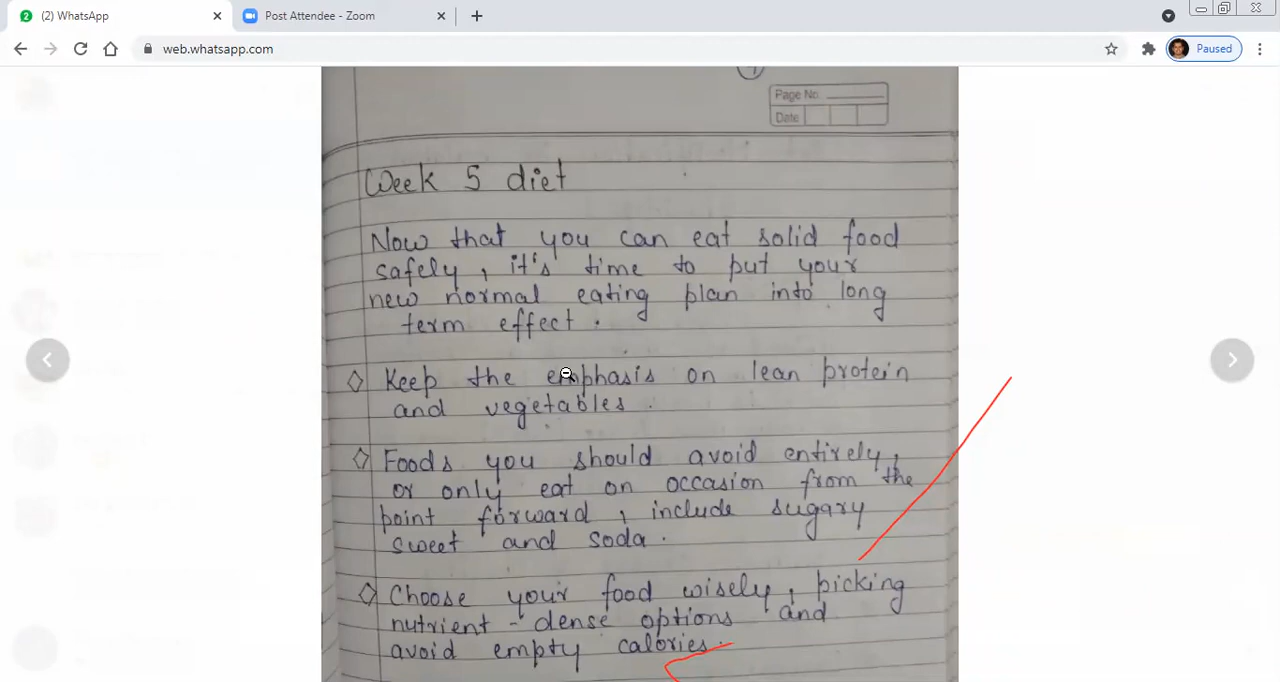 (2) WhatsApp
Post Attendee - Zoom
web.whatsapp.com
Paused
Page No
Date
Week 5 diet
Now that you can eat solid food
safely, it's time to put your
new normal eating plan into long
term effect.
Keep the emphasis on lean protein
and vegetables.
Foods you should avoid entirely,
or only eat on occasion from the
point forward, include sugary
sweet and soda.
Choose your food wisely, picking
nutrient - dense options and
avoid empty calories.